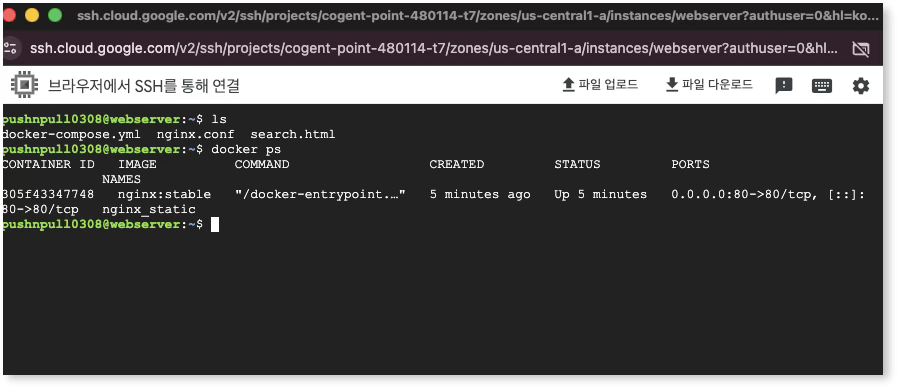 ssh.cloud.google.com/v2/ssh/projects/cogent-point-480114-t7/zones/us-central1-a/instances/webserver?authuser=0&hl=ko...
ssh.cloud.google.com/v2/ssh/projects/cogent-point-480114-t7/zones/us-central1-a/instances/webserver?authuser=0&hl...
브라우저에서 SSH를 통해 연결 파일 업로드 파일 다운로드
pushnpull0308@webserver:~$ ls
docker-compose.yml nginx.conf search.html
pushnpull0308@webserver:~$ docker ps
CONTAINER ID IMAGE COMMAND CREATED STATUS PORTS
NAMES
305f43347748 nginx:stable "/docker-entrypoint.…" 5 minutes ago Up 5 minutes 0.0.0.0:80->80/tcp, [::]:
80->80/tcp nginx_static
pushnpull0308@webserver:~$